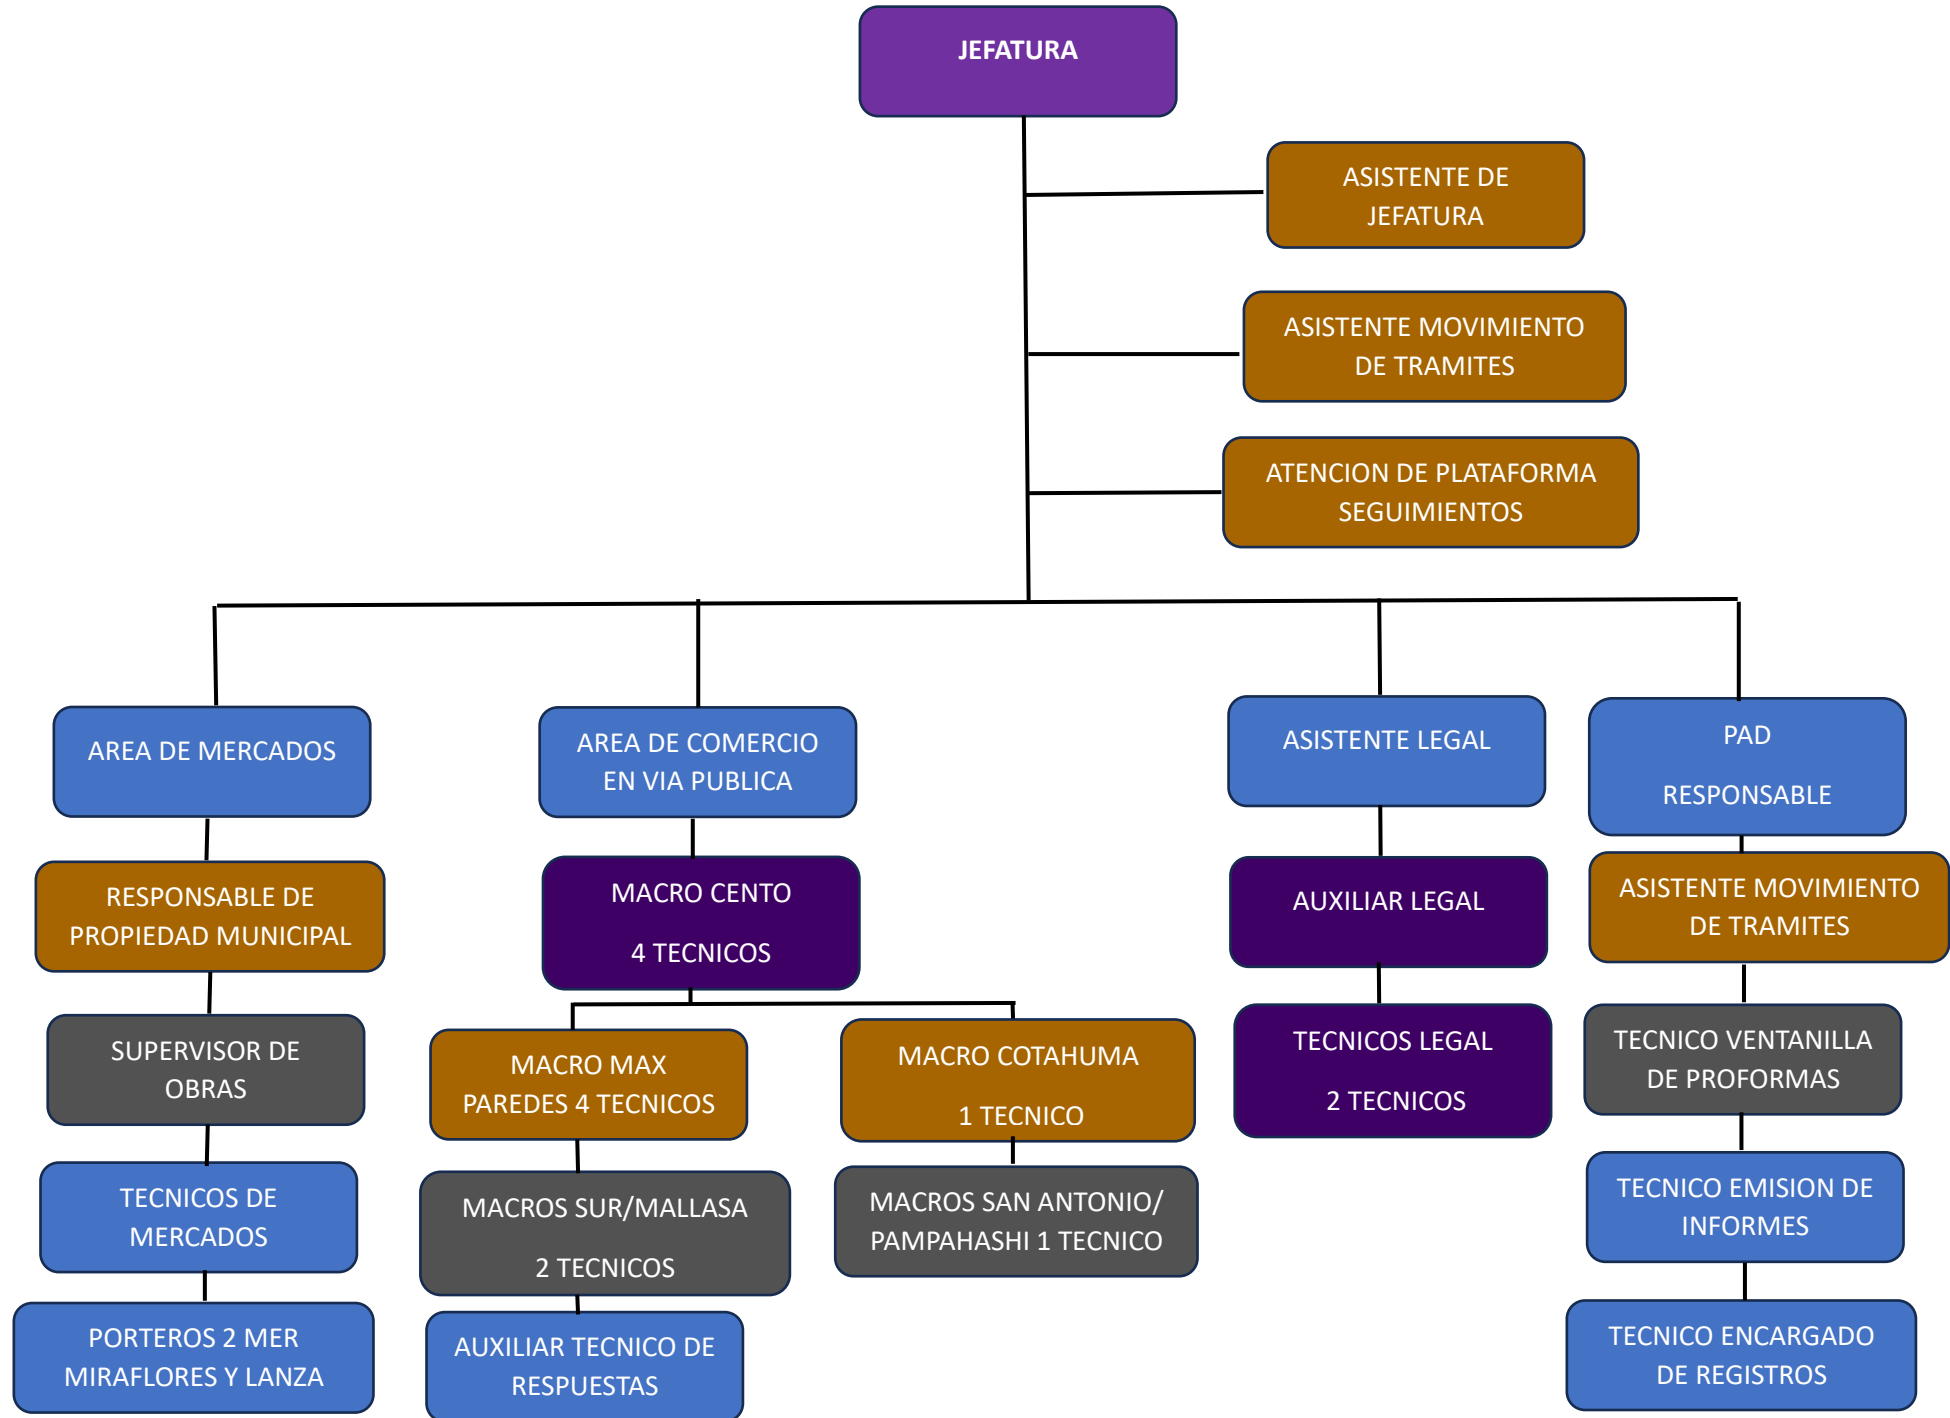 JEFATURA
ASISTENTE DE
JEFATURA
ASISTENTE MOVIMIENTO
DE TRAMITES
ATENCION DE PLATAFORMA
SEGUIMIENTOS
AREA DE MERCADOS
RESPONSABLE DE
PROPIEDAD MUNICIPAL
SUPERVISOR DE
OBRAS
TECNICOS DE
MERCADOS
PORTEROS 2 MER
MIRAFLORES Y LANZA
AREA DE COMERCIO
EN VIA PUBLICA
MACRO CENTO
4 TECNICOS
MACRO MAX
PAREDES 4 TECNICOS
MACROS SUR/MALLASA
2 TECNICOS
AUXILIAR TECNICO DE
RESPUESTAS
MACRO COTAHUMA
1 TECNICO
MACROS SAN ANTONIO/
PAMPAHASHI 1 TECNICO
ASISTENTE LEGAL
AUXILIAR LEGAL
TECNICOS LEGAL
2 TECNICOS
PAD
RESPONSABLE
ASISTENTE MOVIMIENTO
DE TRAMITES
TECNICO VENTANILLA
DE PROFORMAS
TECNICO EMISION DE
INFORMES
TECNICO ENCARGADO
DE REGISTROS